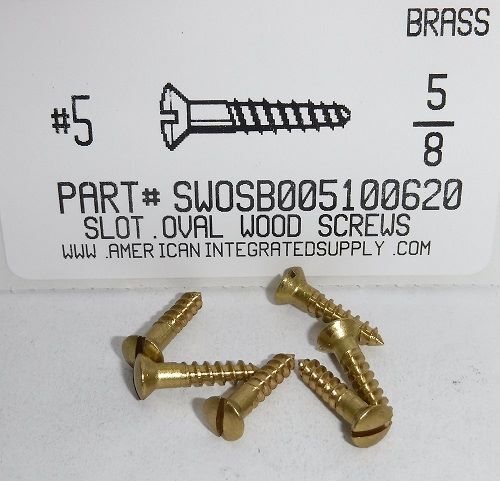 BRASS
#5
5
8
PART# SWOSB005100620
SLOT .OVAL WOOD SCREWS
WWW .AMERICANINTEGRATEDSUPPLY .COM